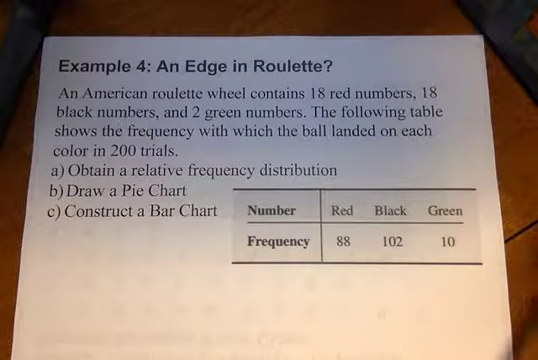 Example 4: An Edge in Roulette?
An American roulette wheel contains 18 red numbers, 18
black numbers, and 2 green numbers. The following table
shows the frequency with which the ball landed on each
color in 200 trials.
a) Obtain a relative frequency distribution
b) Draw a Pie Chart
c) Construct a Bar Chart
Number Red Black Green
Frequency 88 102 10